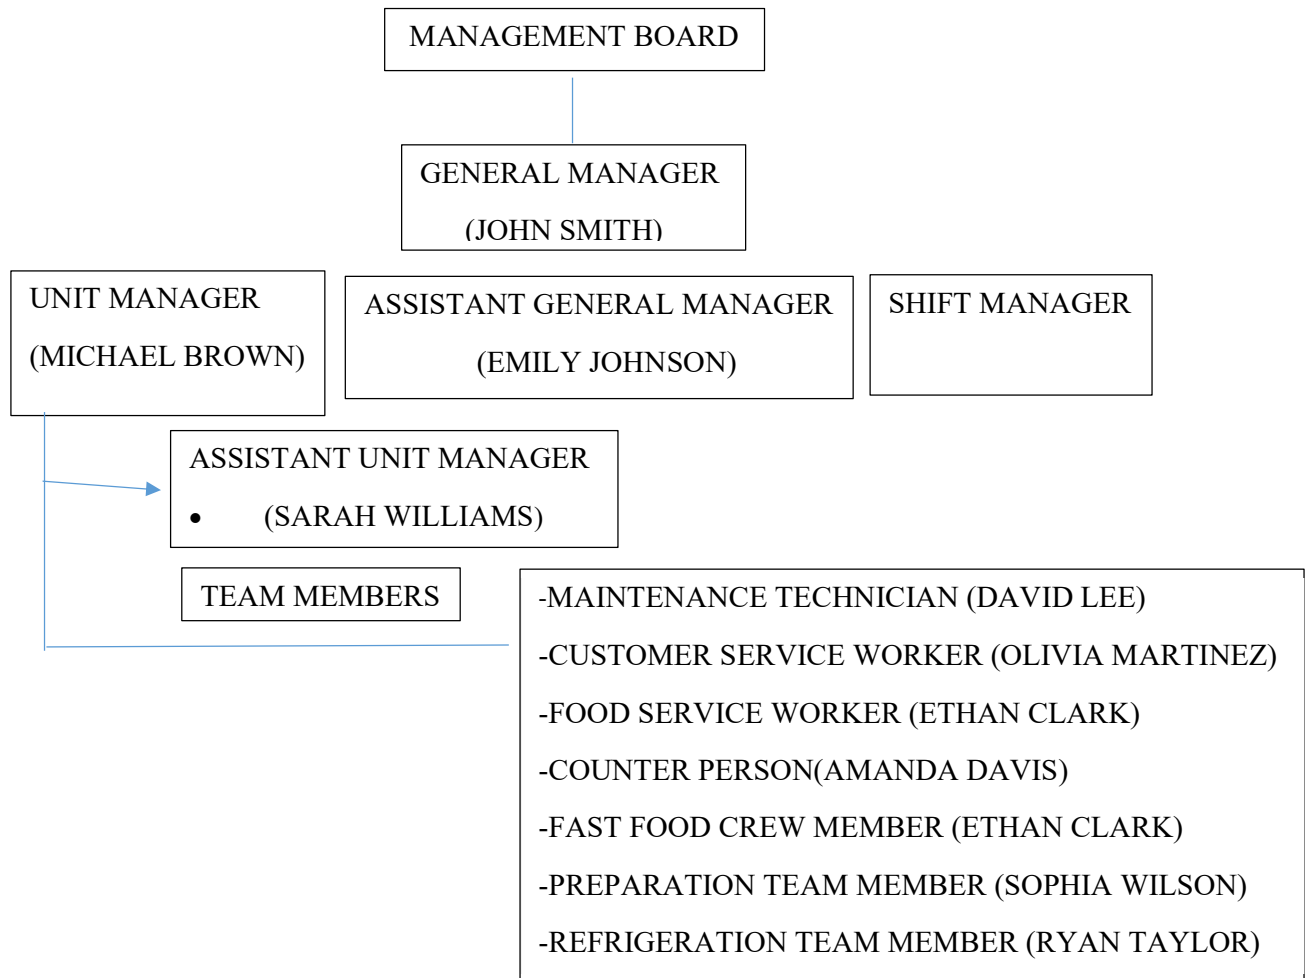 MANAGEMENT BOARD
GENERAL MANAGER
(JOHN SMITH)
UNIT MANAGER
(MICHAEL BROWN)
ASSISTANT GENERAL MANAGER
(EMILY JOHNSON)
SHIFT MANAGER
ASSISTANT UNIT MANAGER
• (SARAH WILLIAMS)
TEAM MEMBERS
-MAINTENANCE TECHNICIAN (DAVID LEE)
-CUSTOMER SERVICE WORKER (OLIVIA MARTINEZ)
-FOOD SERVICE WORKER (ETHAN CLARK)
-COUNTER PERSON(AMANDA DAVIS)
-FAST FOOD CREW MEMBER (ETHAN CLARK)
-PREPARATION TEAM MEMBER (SOPHIA WILSON)
-REFRIGERATION TEAM MEMBER (RYAN TAYLOR)